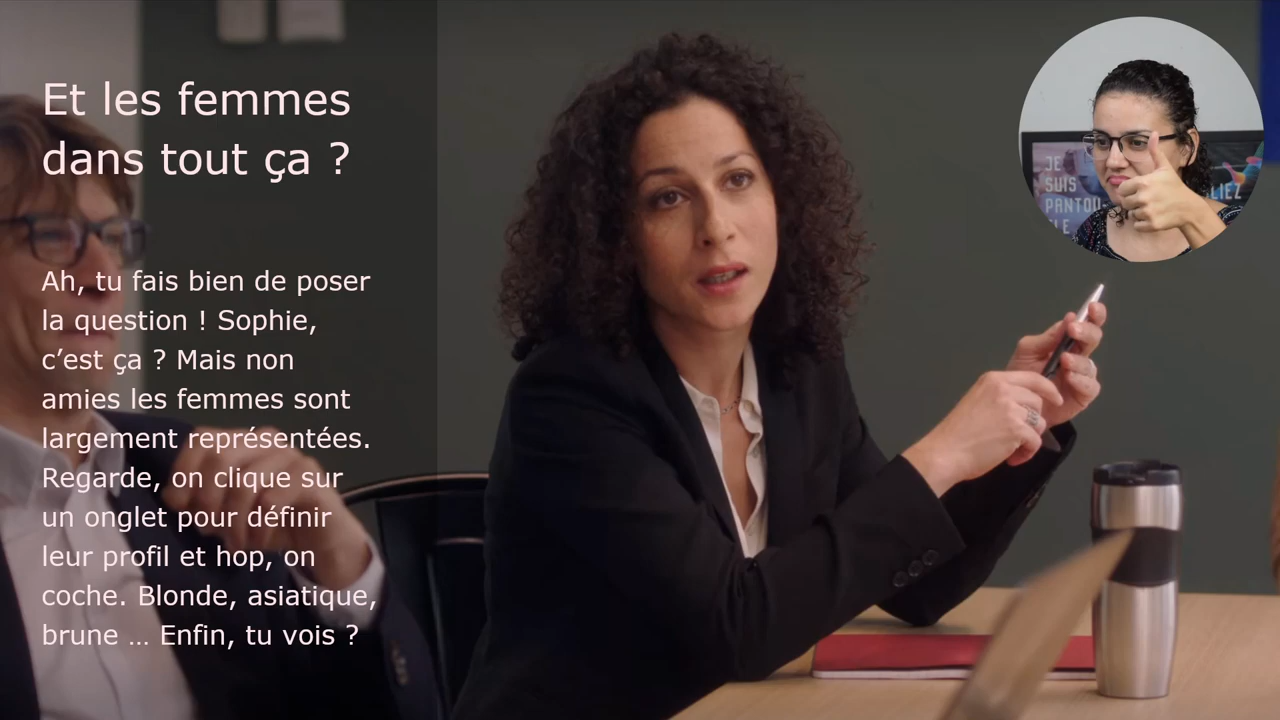 Et les femmes
dans tout ça ?
Ah, tu fais bien de poser
la question ! Sophie,
c’est ça ? Mais non
amies les femmes sont
largement représentées.
Regarde, on clique sur
un onglet pour définir
leur profil et hop, on
coche. Blonde, asiatique,
brune … Enfin, tu vois ?
JE
SUIS